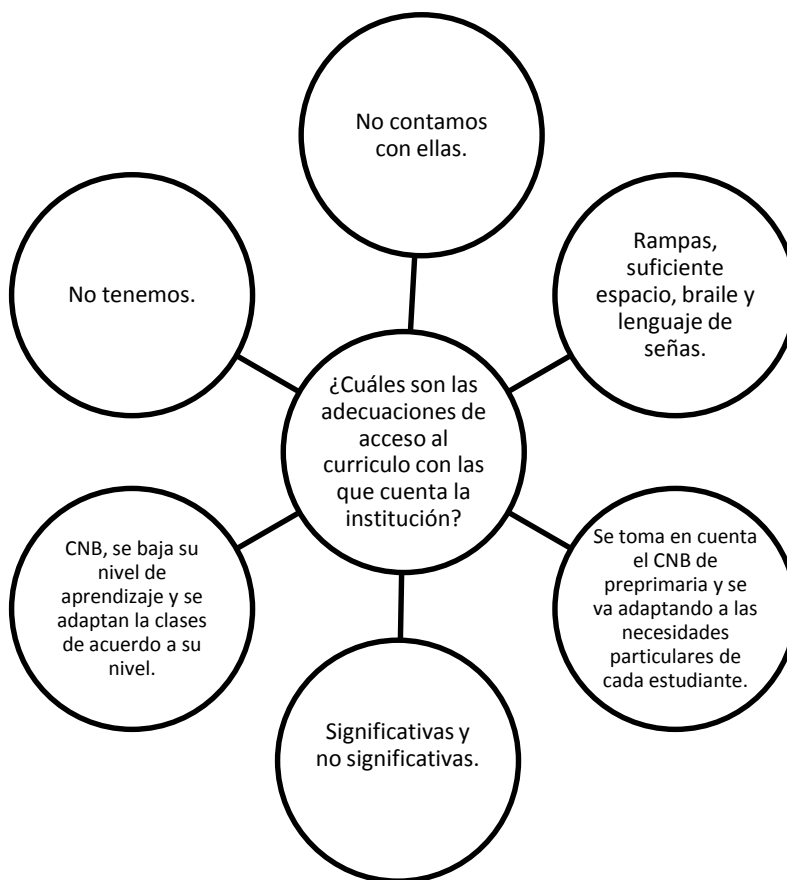 No contamos
con ellas.
Rampas,
suficiente
espacio, braile y
lenguaje de
señas.
No tenemos.
¿Cuáles son las
adecuaciones de
acceso al
curriculo con las
que cuenta la
institución?
CNB, se baja su
nivel de
aprendizaje y se
adaptan la clases
de acuerdo a su
nivel.
Se toma en cuenta
el CNB de
preprimaria y se
va adaptando a las
necesidades
particulares de
cada estudiante.
Significativas y
no significativas.